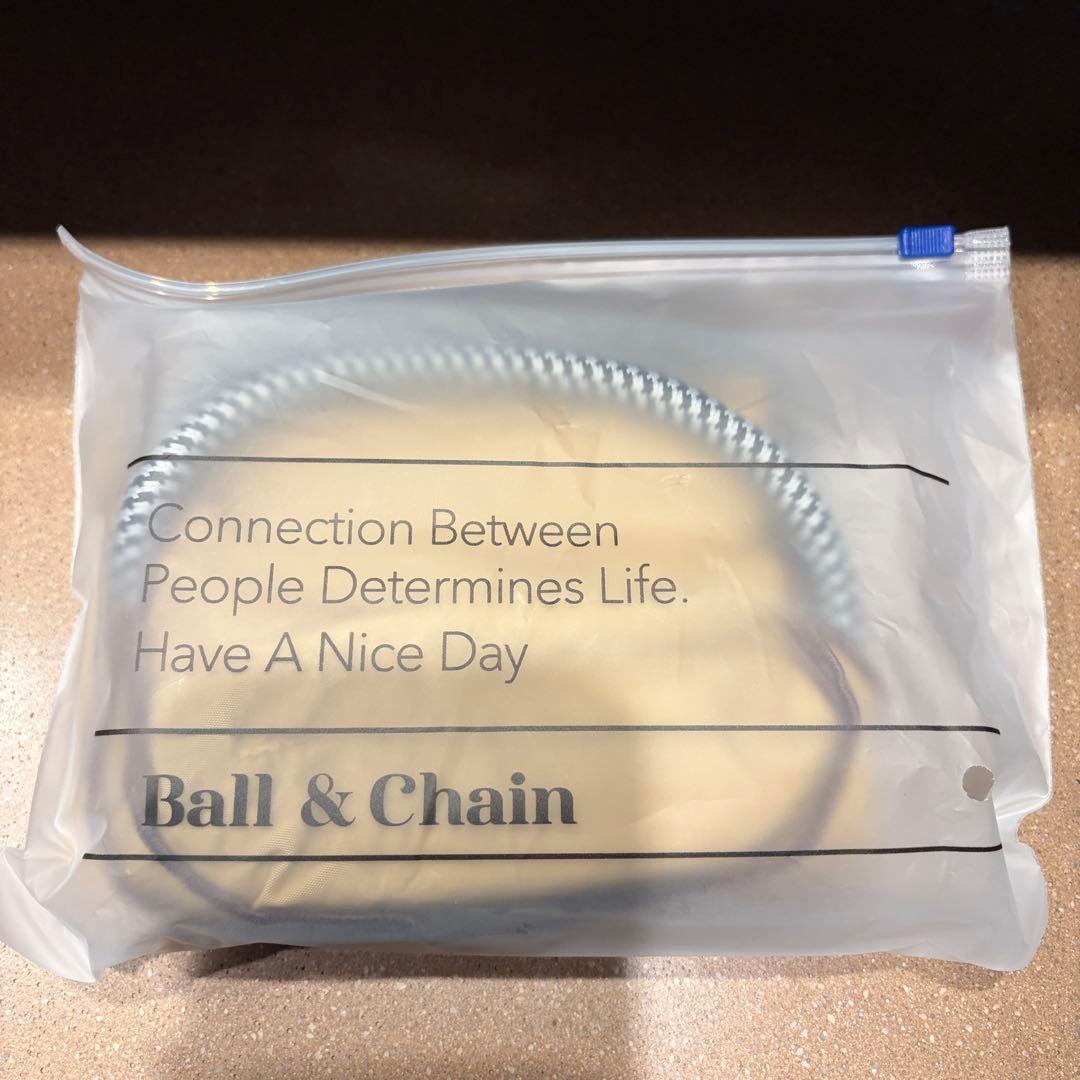 Connection Between
People Determines Life.
Have A Nice Day
Ball & Chain